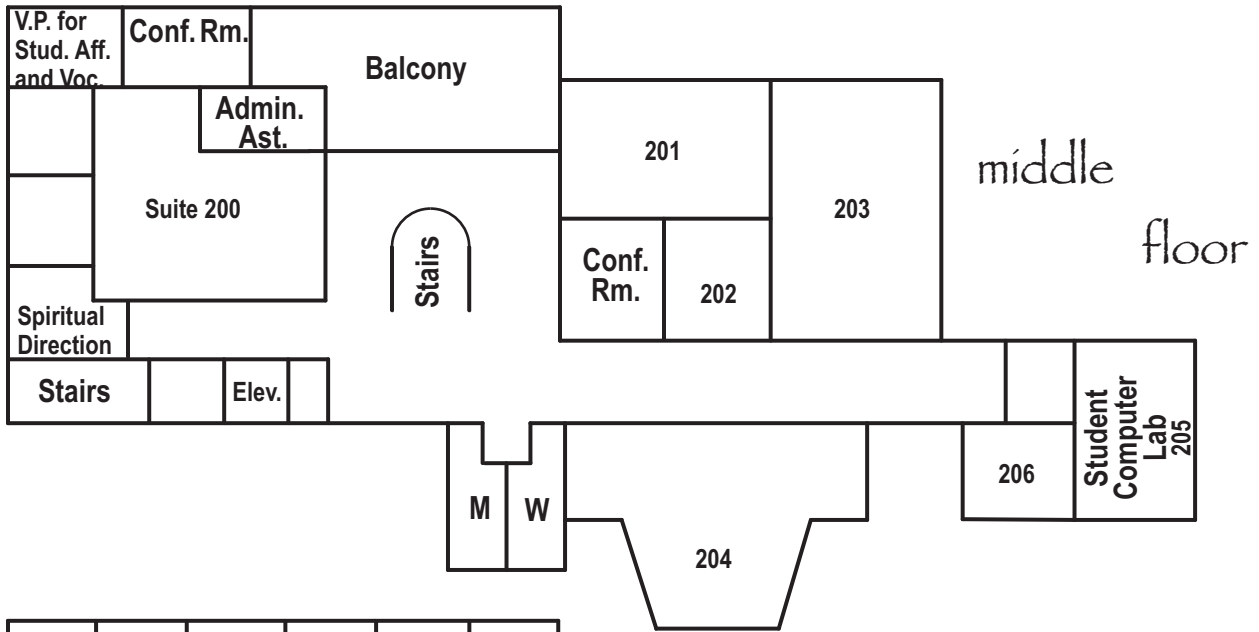 V.P. for
Stud. Aff.
and Voc.
Conf. Rm.
Balcony
Admin.
Ast.
201
203
middle
floor
Suite 200
Stairs
Conf.
Rm.
202
Spiritual
Direction
Stairs
Elev.
Student
Computer
Lab
205
206
M
W
204